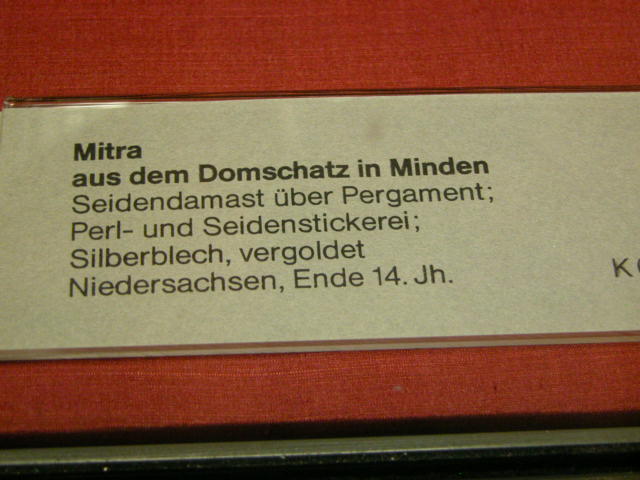 Mitra
aus dem Domschatz in Minden
Seidendamast über Pergament;
Perl- und Seidenstickerei;
Silberblech, vergoldet
Niedersachsen, Ende 14. Jh.